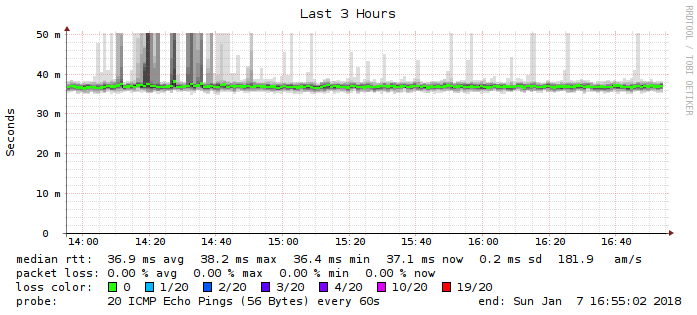 Last 3 Hours
RRDTOOL / TOBI OETIKER
Seconds
50 m
40 m
30 m
20 m
10 m
0
14:00 14:20 14:40 15:00 15:20 15:40 16:00 16:20 16:40
median rtt: 36.9 ms avg 38.2 ms max 36.4 ms min 37.1 ms now 0.2 ms sd 181.9 am/s
packet loss: 0.00 % avg 0.00 % max 0.00 % min 0.00 % now
loss color: 0 1/20 2/20 3/20 4/20 10/20 19/20
probe: 20 ICMP Echo Pings (56 Bytes) every 60s end: Sun Jan 7 16:55:02 2018